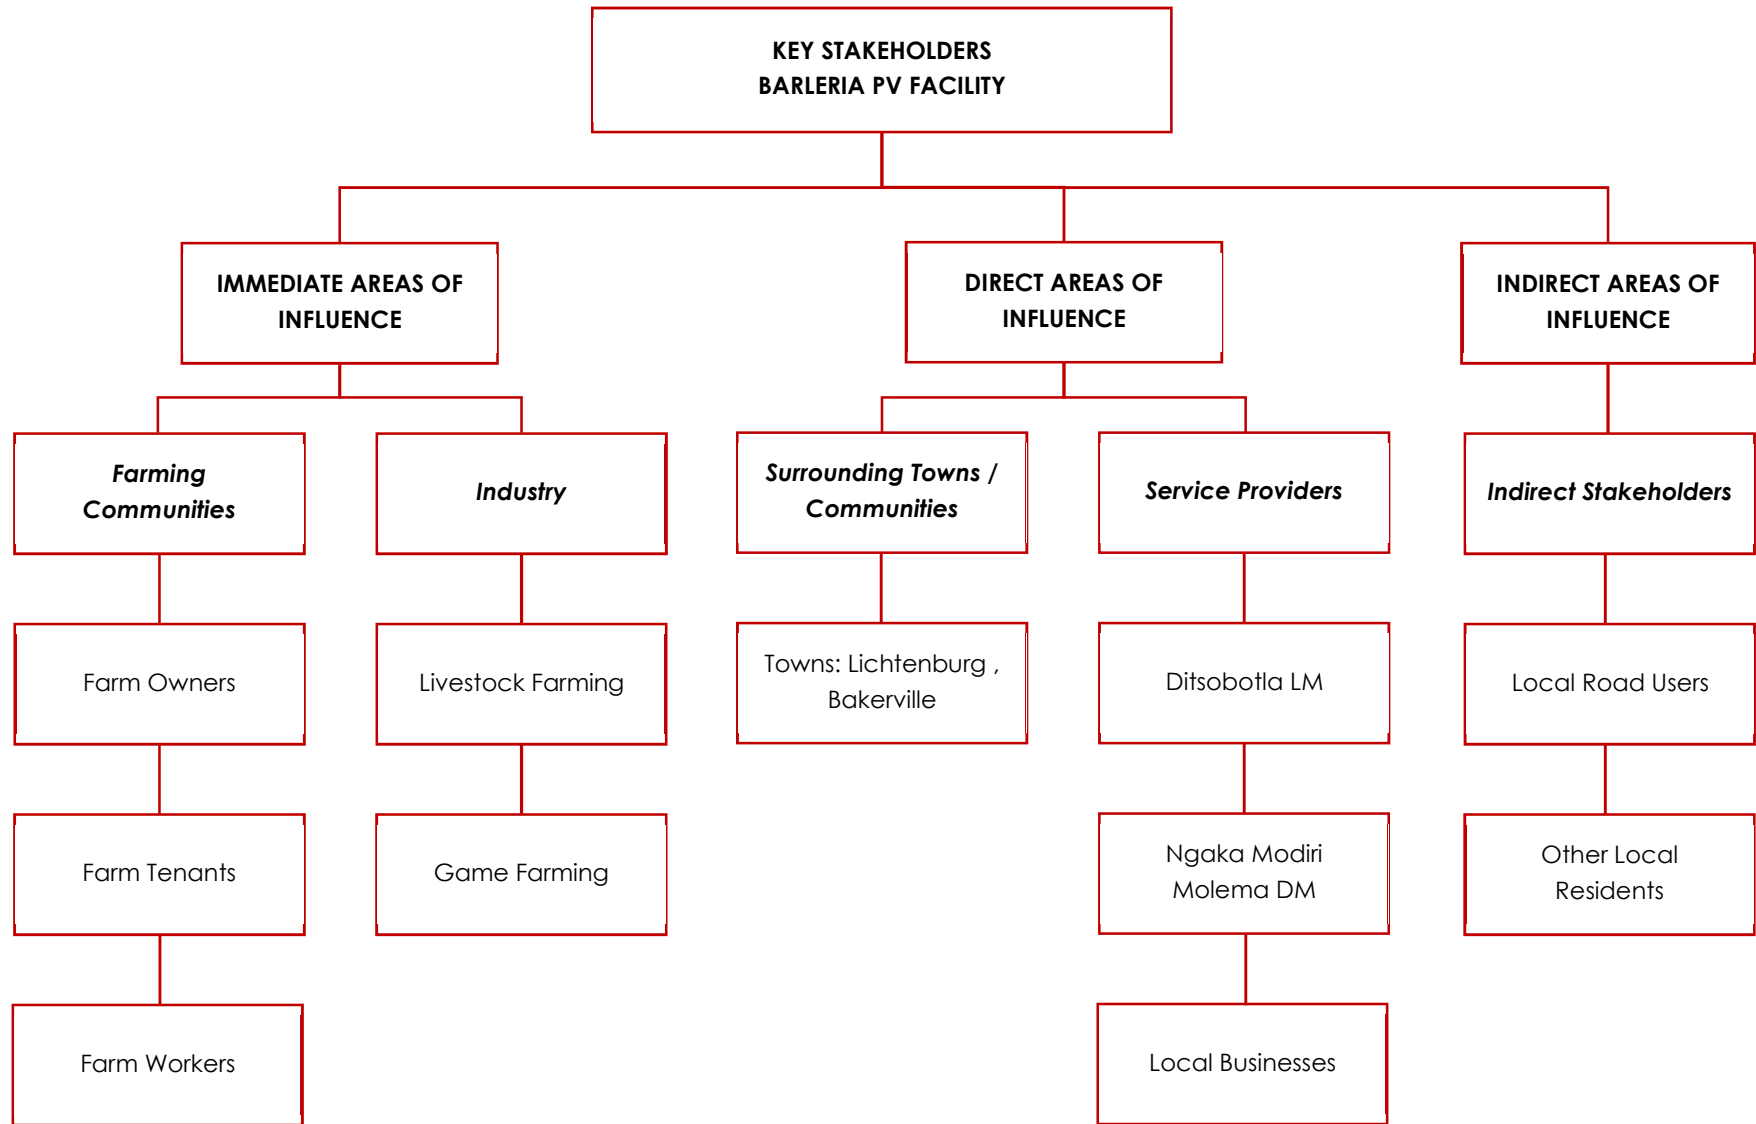 KEY STAKEHOLDERS
BARLERIA PV FACILITY
IMMEDIATE AREAS OF
INFLUENCE
DIRECT AREAS OF
INFLUENCE
INDIRECT AREAS OF
INFLUENCE
Farming
Communities
Industry
Surrounding Towns /
Communities
Service Providers
Indirect Stakeholders
Farm Owners
Livestock Farming
Towns: Lichtenburg ,
Bakerville
Ditsobotla LM
Local Road Users
Farm Tenants
Game Farming
Ngaka Modiri
Molema DM
Other Local
Residents
Farm Workers
Local Businesses